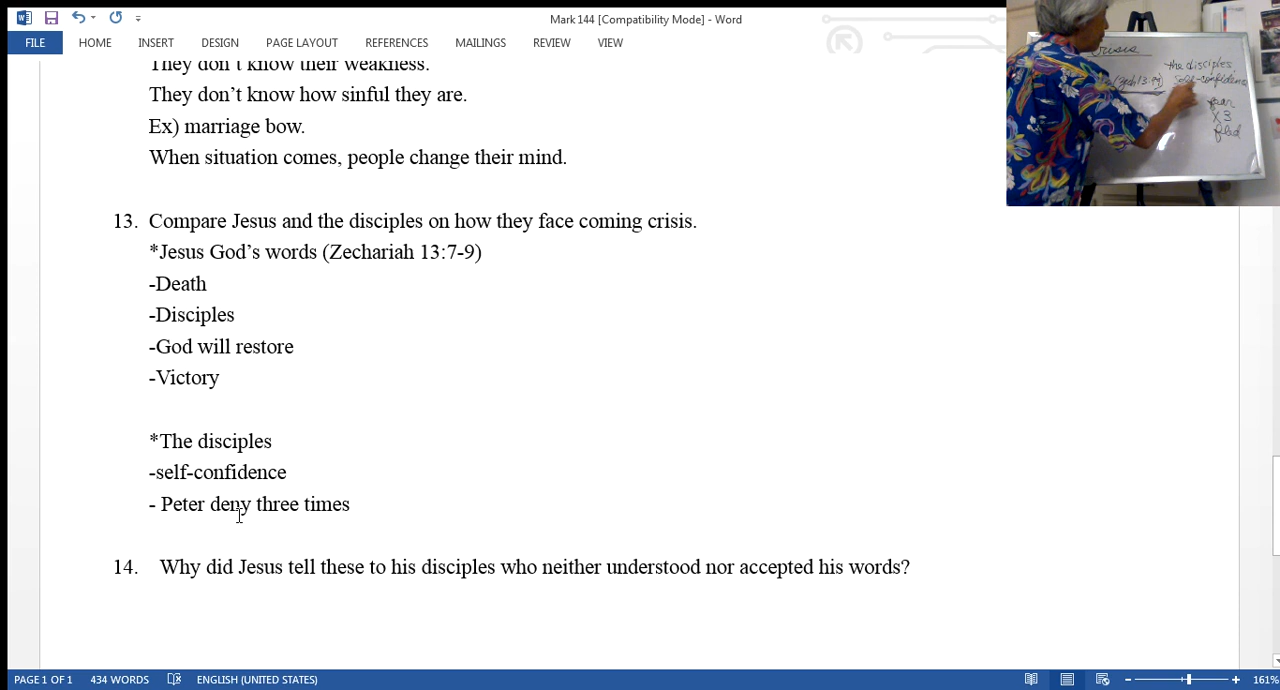 Mark 144 [Compatibility Mode] - Word
FILE HOME INSERT DESIGN PAGE LAYOUT REFERENCES MAILINGS REVIEW VIEW
They don't know their weakness.
They don't know how sinful they are.
Ex) marriage bow.
When situation comes, people change their mind.
13. Compare Jesus and the disciples on how they face coming crisis.
*Jesus God's words (Zechariah 13:7-9)
-Death
-Disciples
-God will restore
-Victory
*The disciples
-self-confidence
- Peter deny three times
14. Why did Jesus tell these to his disciples who neither understood nor accepted his words?
Crisis
the disciples
self-confidence
fear
X3
PAGE 1 OF 1 434 WORDS ENGLISH (UNITED STATES) 161%